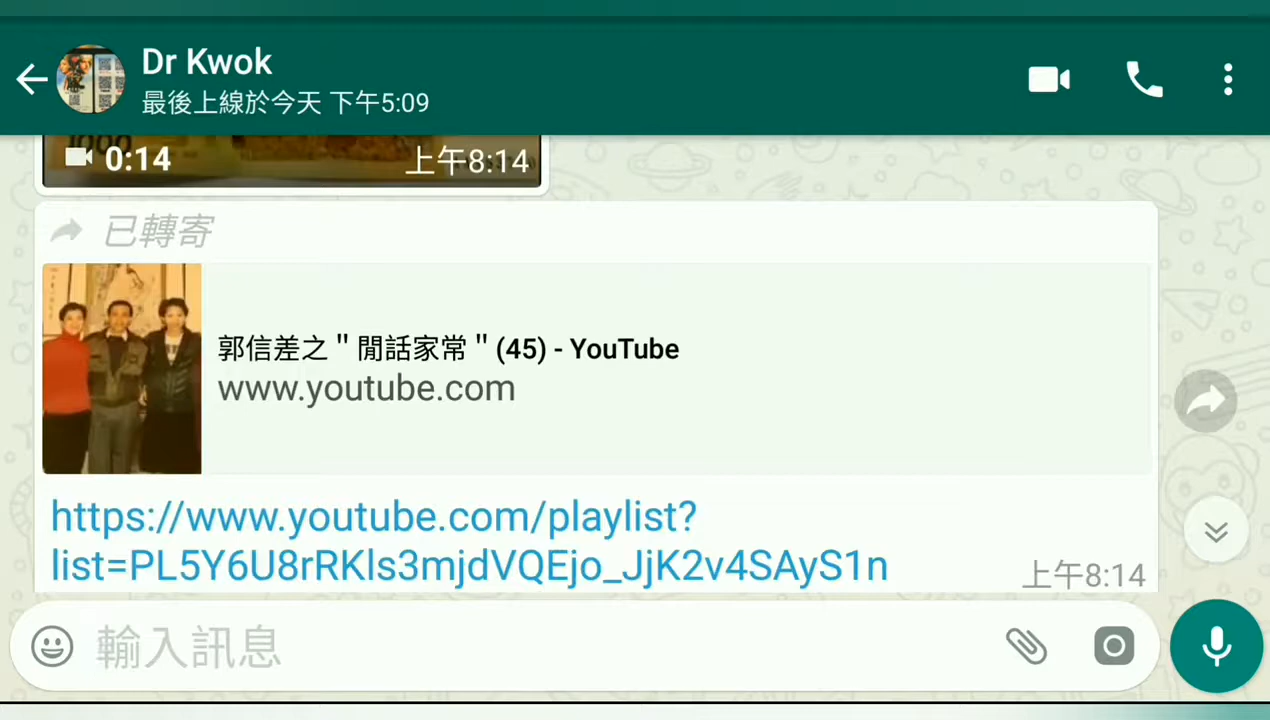 Dr Kwok
最後上線於今天 下午5:09
0:14
上午8:14
已轉寄
郭信差之＂閒話家常＂(45) - YouTube
www.youtube.com
https://www.youtube.com/playlist?
list=PL5Y6U8rRKls3mjdVQEjo_JjK2v4SAyS1n
上午8:14
輸入訊息